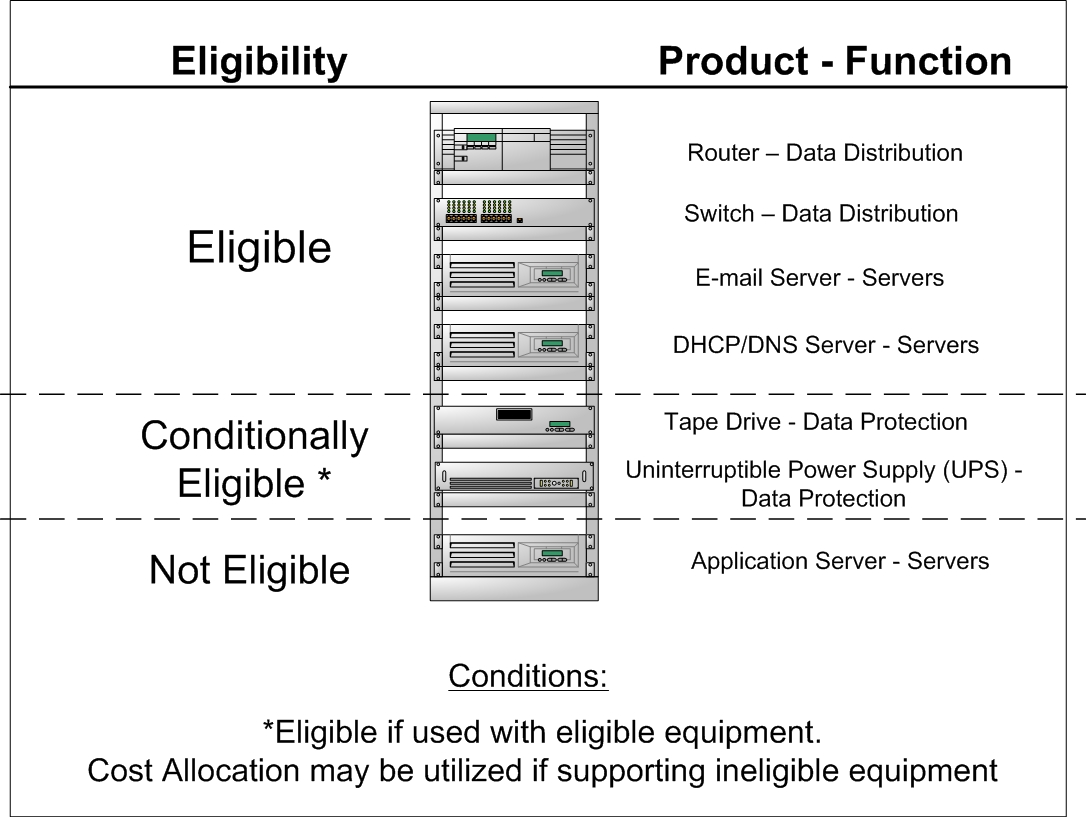 Eligibility
Product - Function
Eligible
Router – Data Distribution
Switch – Data Distribution
E-mail Server - Servers
DHCP/DNS Server - Servers
Conditionally
Eligible *
Tape Drive - Data Protection
Uninterruptible Power Supply (UPS) -
Data Protection
Not Eligible
Application Server - Servers
Conditions:
*Eligible if used with eligible equipment.
Cost Allocation may be utilized if supporting ineligible equipment